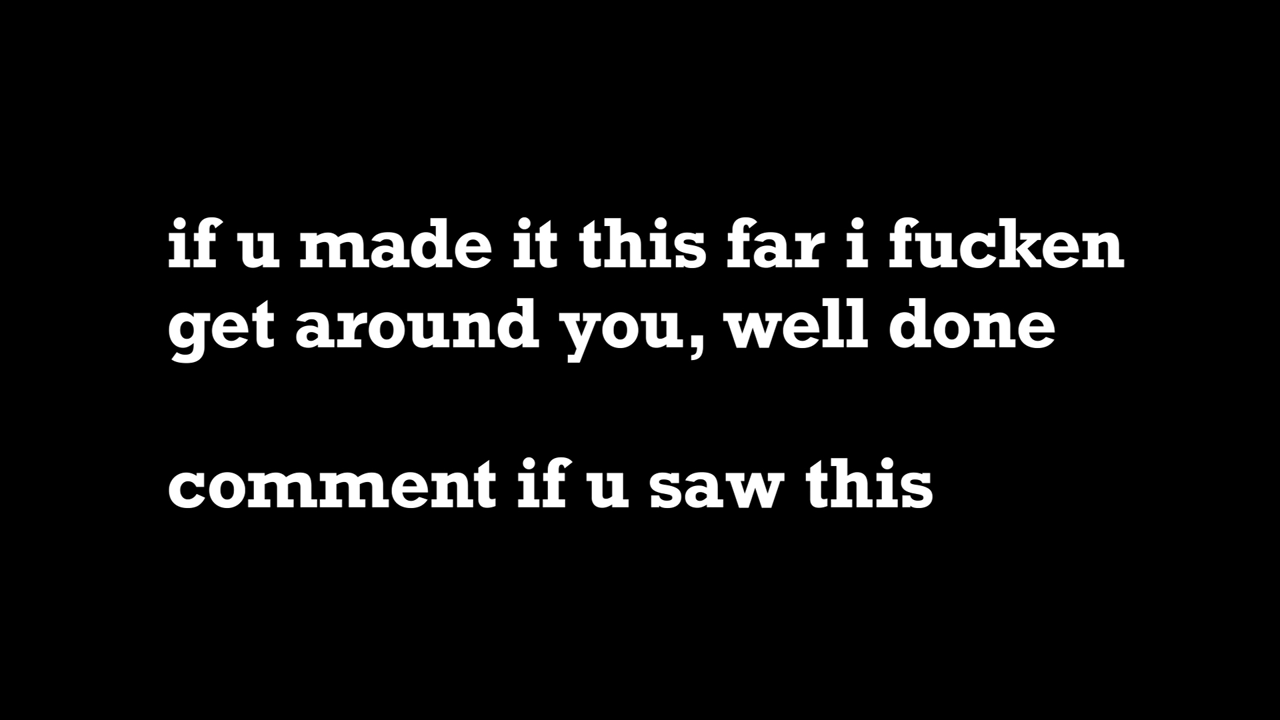 if u made it this far i fucken
get around you, well done
comment if u saw this